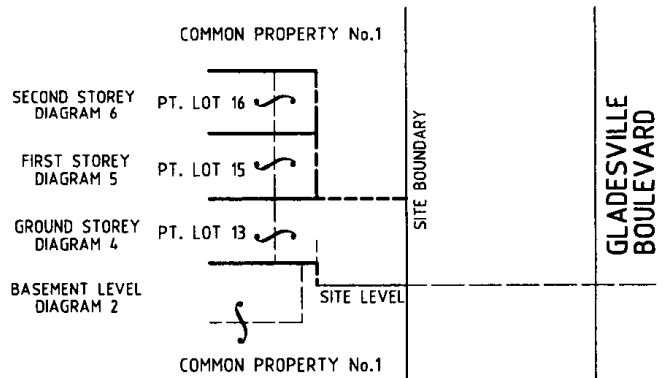 COMMON PROPERTY No.1
SECOND STOREY
DIAGRAM 6
PT. LOT 16
FIRST STOREY
DIAGRAM 5
PT. LOT 15
GROUND STOREY
DIAGRAM 4
PT. LOT 13
BASEMENT LEVEL
DIAGRAM 2
SITE LEVEL
COMMON PROPERTY No.1
SITE BOUNDARY
GLADESVILLE
BOULEVARD